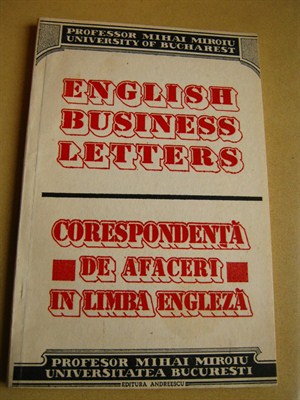 PROFESSOR MIHAI MIROIU
UNIVERSITY OF BUCHAREST
ENGLISH
BUSINESS
LETTERS
CORESPONDENȚĂ
DE AFACERI
IN LIMBA ENGLEZĂ
PROFESOR MIHAI MIROIU
UNIVERSITATEA BUCURESTI
EDITURA ANDREESCU